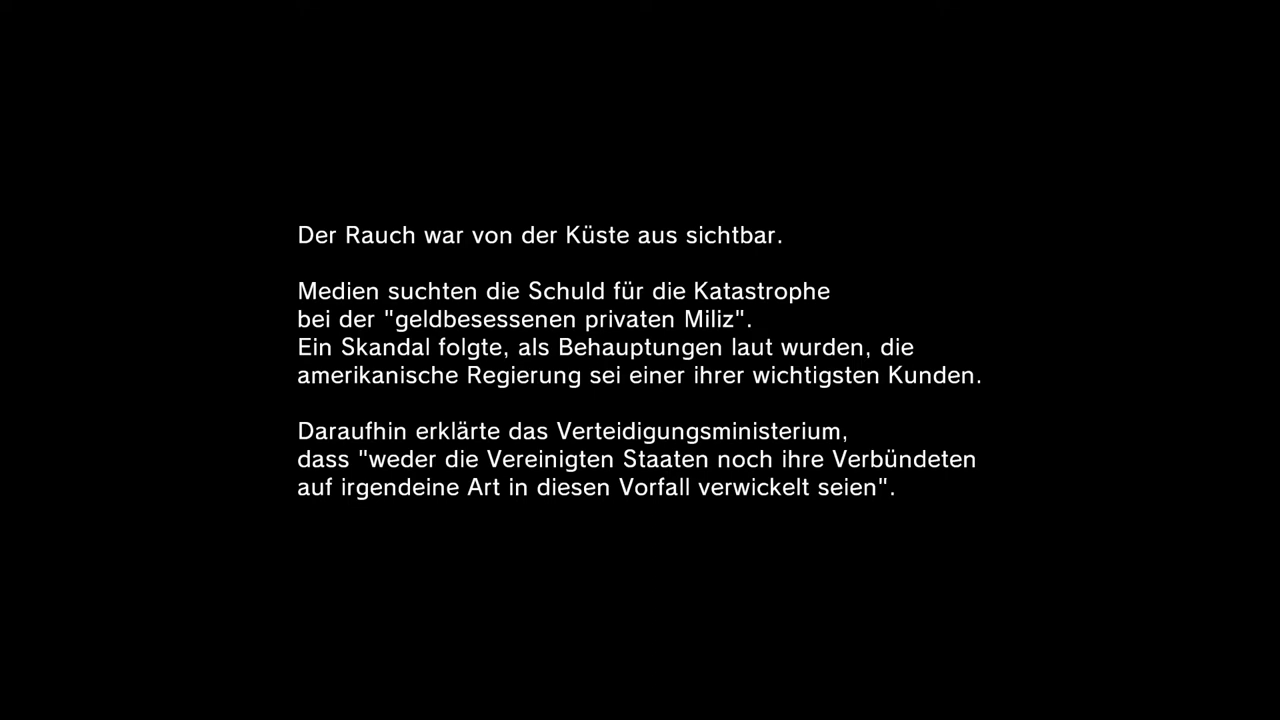 Der Rauch war von der Küste aus sichtbar.
Medien suchten die Schuld für die Katastrophe
bei der "geldbesessenen privaten Miliz".
Ein Skandal folgte, als Behauptungen laut wurden, die
amerikanische Regierung sei einer ihrer wichtigsten Kunden.
Daraufhin erklärte das Verteidigungsministerium,
dass "weder die Vereinigten Staaten noch ihre Verbündeten
auf irgendeine Art in diesen Vorfall verwickelt seien".